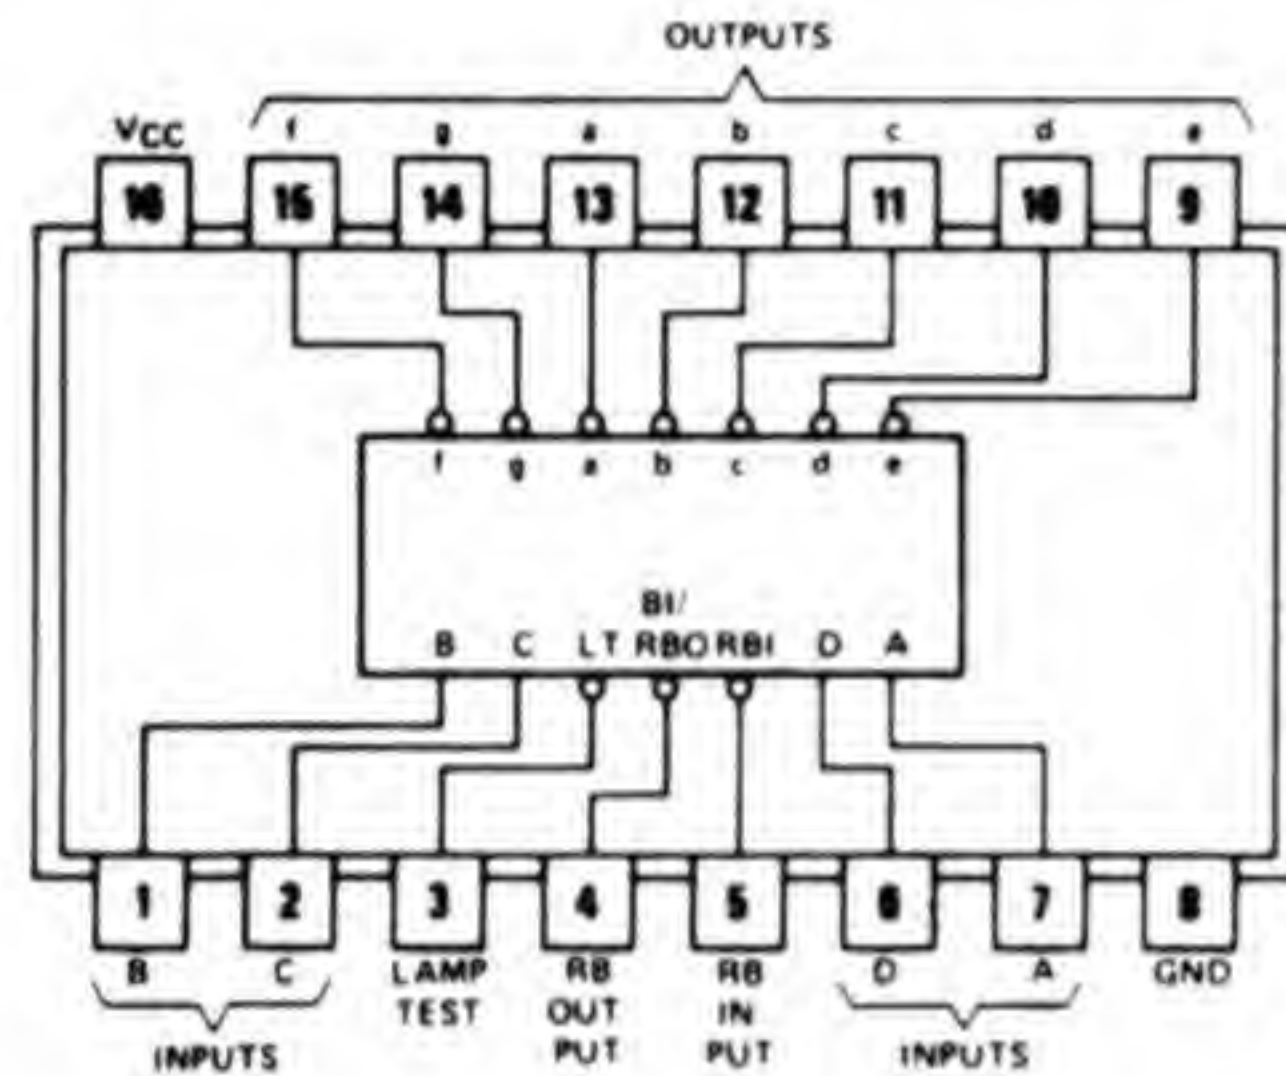 OUTPUTS
VCC f g a b c d e
16 15 14 13 12 11 10 9
f g a b c d e
BI/
B C LT RBO RBI D A
1 2 3 4 5 6 7 8
B C LAMP RB RB D A GND
TEST OUT IN
INPUTS PUT PUT INPUTS